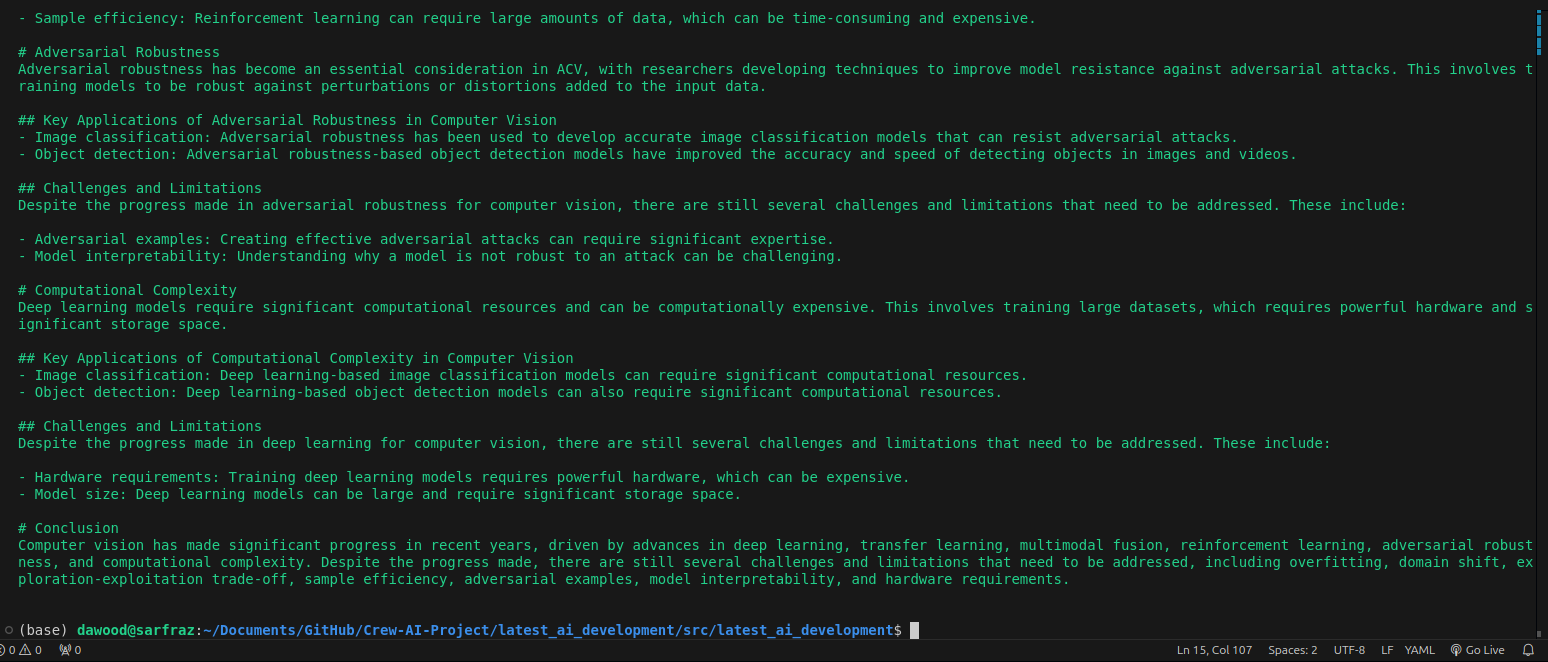 - Sample efficiency: Reinforcement learning can require large amounts of data, which can be time-consuming and expensive.
# Adversarial Robustness
Adversarial robustness has become an essential consideration in ACV, with researchers developing techniques to improve model resistance against adversarial attacks. This involves t
raining models to be robust against perturbations or distortions added to the input data.
## Key Applications of Adversarial Robustness in Computer Vision
- Image classification: Adversarial robustness has been used to develop accurate image classification models that can resist adversarial attacks.
- Object detection: Adversarial robustness-based object detection models have improved the accuracy and speed of detecting objects in images and videos.
## Challenges and Limitations
Despite the progress made in adversarial robustness for computer vision, there are still several challenges and limitations that need to be addressed. These include:
- Adversarial examples: Creating effective adversarial attacks can require significant expertise.
- Model interpretability: Understanding why a model is not robust to an attack can be challenging.
# Computational Complexity
Deep learning models require significant computational resources and can be computationally expensive. This involves training large datasets, which requires powerful hardware and s
ignificant storage space.
## Key Applications of Computational Complexity in Computer Vision
- Image classification: Deep learning-based image classification models can require significant computational resources.
- Object detection: Deep learning-based object detection models can also require significant computational resources.
## Challenges and Limitations
Despite the progress made in deep learning for computer vision, there are still several challenges and limitations that need to be addressed. These include:
- Hardware requirements: Training deep learning models requires powerful hardware, which can be expensive.
- Model size: Deep learning models can be large and require significant storage space.
# Conclusion
Computer vision has made significant progress in recent years, driven by advances in deep learning, transfer learning, multimodal fusion, reinforcement learning, adversarial robust
ness, and computational complexity. Despite the progress made, there are still several challenges and limitations that need to be addressed, including overfitting, domain shift, ex
ploration-exploitation trade-off, sample efficiency, adversarial examples, model interpretability, and hardware requirements.
(base) dawood@sarfraz:~/Documents/GitHub/Crew-AI-Project/latest_ai_development/src/latest_ai_development$
0 0 0 Ln 15, Col 107 Spaces: 2 UTF-8 LF YAML Go Live